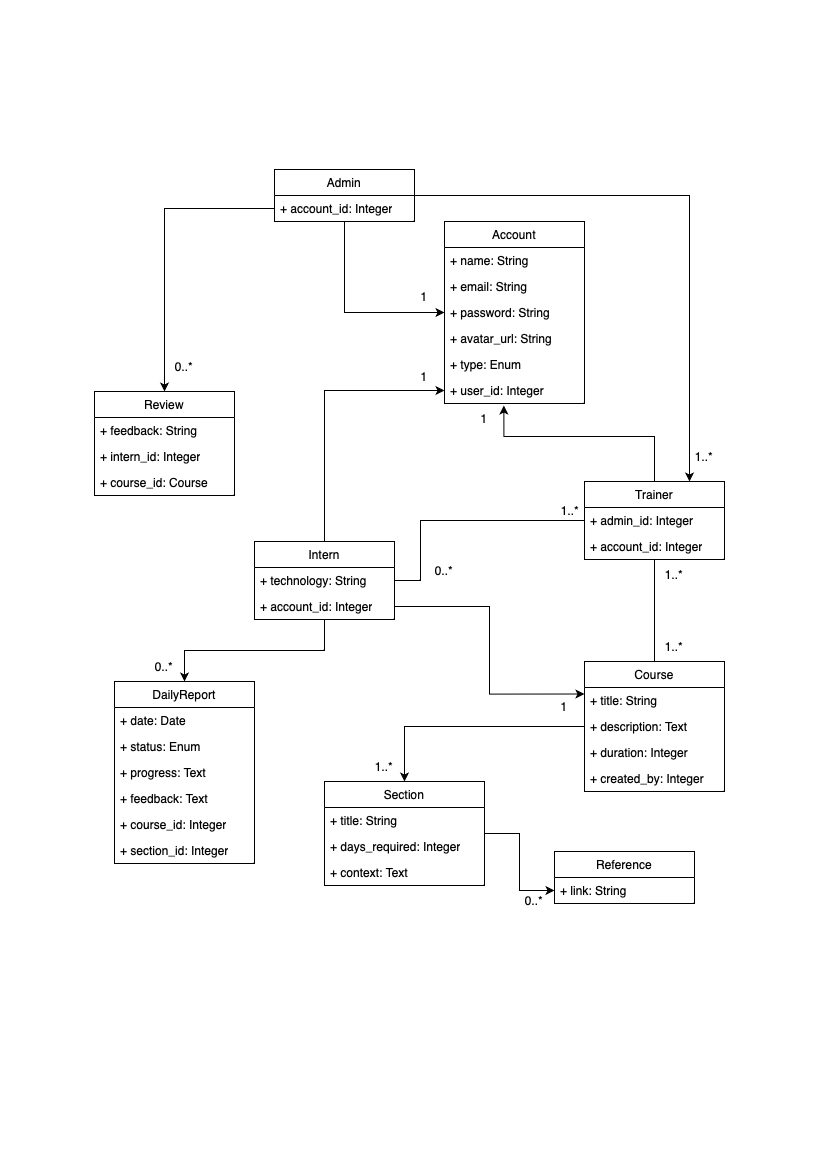 Admin
+ account_id: Integer
Account
+ name: String
+ email: String
+ password: String
+ avatar_url: String
+ type: Enum
+ user_id: Integer
1
1
1
0..*
Review
+ feedback: String
+ intern_id: Integer
+ course_id: Course
1..*
Trainer
+ admin_id: Integer
+ account_id: Integer
1..*
0..*
Intern
+ technology: String
+ account_id: Integer
1..*
1..*
0..*
DailyReport
+ date: Date
+ status: Enum
+ progress: Text
+ feedback: Text
+ course_id: Integer
+ section_id: Integer
Course
+ title: String
+ description: Text
+ duration: Integer
+ created_by: Integer
1
1..*
Section
+ title: String
+ days_required: Integer
+ context: Text
Reference
+ link: String
0..*